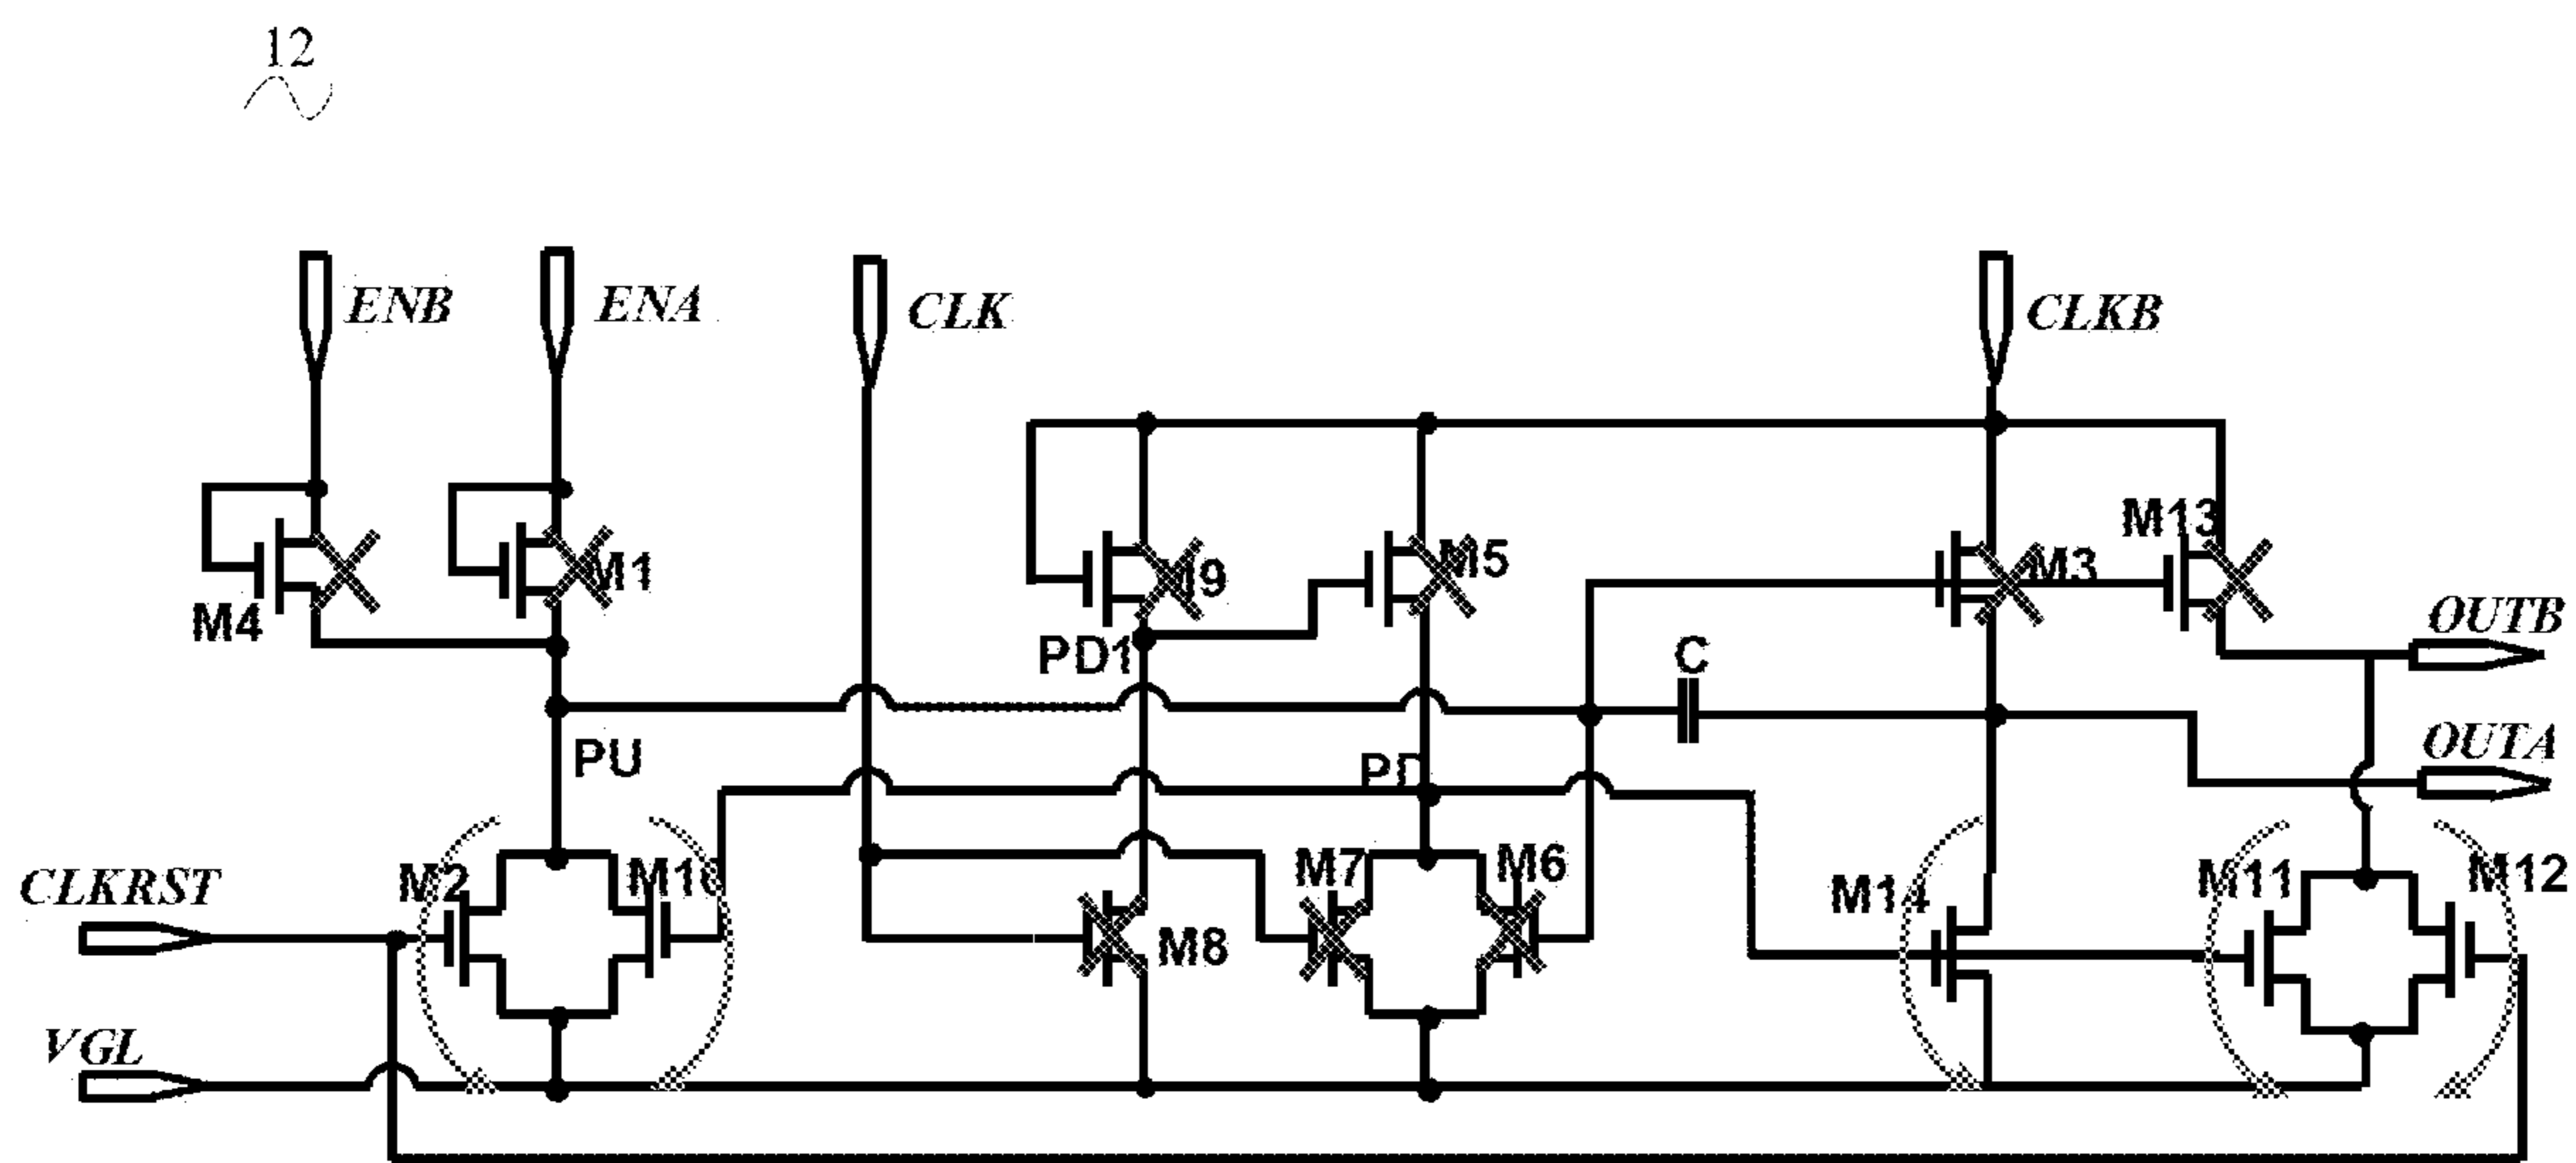 12
ENB
ENA
CLK
CLKB
M13
M4
M1
M9
M5
M3
OUTB
PD1
C
PU
PD
OUTA
CLKRST
M2
M10
M8
M7
M6
M14
M11
M12
VGL